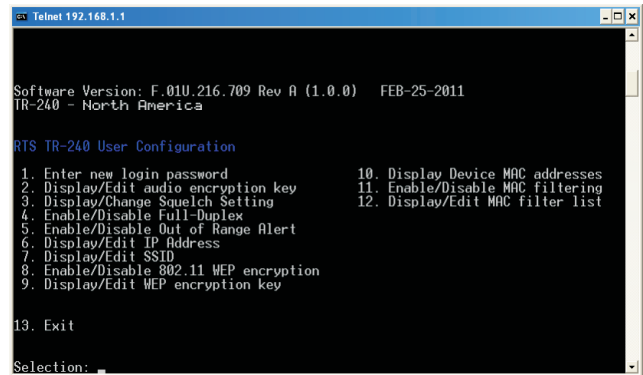 Telnet 192.168.1.1
Software Version: F.01U.216.709 Rev A (1.0.0) FEB-25-2011
TR-240 - North America
RTS TR-240 User Configuration
1. Enter new login password 10. Display Device MAC addresses
2. Display/Edit audio encryption key 11. Enable/Disable MAC filtering
3. Display/Change Squelch Setting 12. Display/Edit MAC filter list
4. Enable/Disable Full-Duplex
5. Enable/Disable Out of Range Alert
6. Display/Edit IP Address
7. Display/Edit SSID
8. Enable/Disable 802.11 WEP encryption
9. Display/Edit WEP encryption key
13. Exit
Selection: _